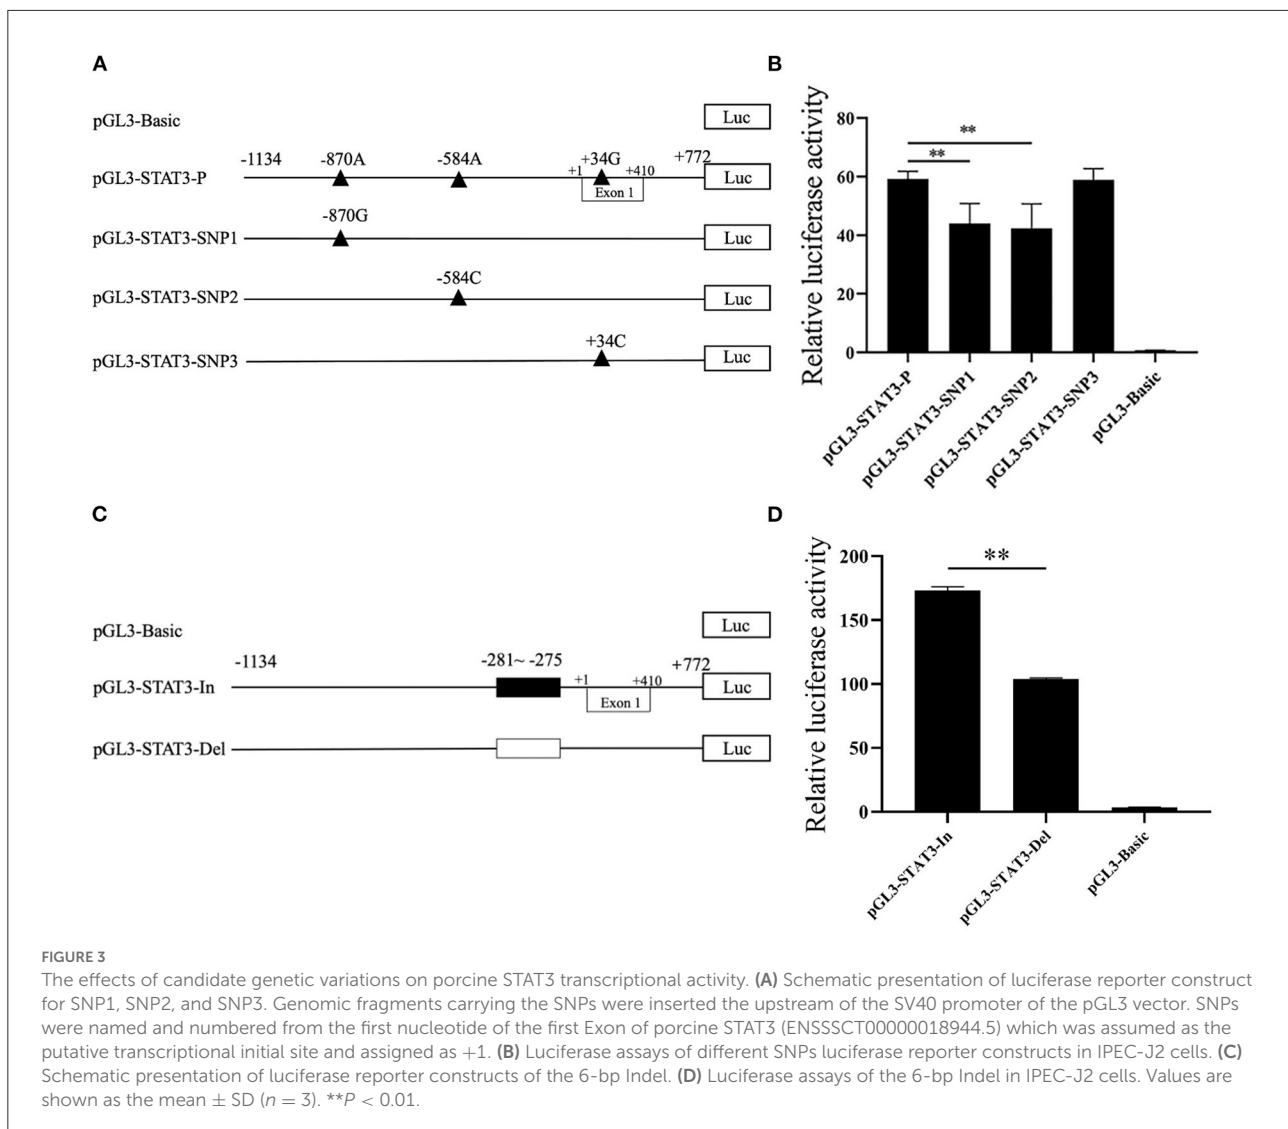 A
pGL3-Basic
Luc
-1134 -870A -584A +34G +772
+1 +410
pGL3-STAT3-P
Exon 1
Luc
-870G
pGL3-STAT3-SNP1
Luc
-584C
pGL3-STAT3-SNP2
Luc
+34C
pGL3-STAT3-SNP3
Luc
B
Relative luciferase activity
80
60
40
20
0
**
**
pGL3-STAT3-P
pGL3-STAT3-SNP1
pGL3-STAT3-SNP2
pGL3-STAT3-SNP3
pGL3-Basic
C
pGL3-Basic
Luc
-1134 -281~ -275 +772
+1 +410
pGL3-STAT3-In
Exon 1
Luc
pGL3-STAT3-Del
Luc
D
Relative luciferase activity
200
150
100
50
0
**
pGL3-STAT3-In
pGL3-STAT3-Del
pGL3-Basic
FIGURE 3
The effects of candidate genetic variations on porcine STAT3 transcriptional activity. (A) Schematic presentation of luciferase reporter construct
for SNP1, SNP2, and SNP3. Genomic fragments carrying the SNPs were inserted the upstream of the SV40 promoter of the pGL3 vector. SNPs
were named and numbered from the first nucleotide of the first Exon of porcine STAT3 (ENSSSCT00000018944.5) which was assumed as the
putative transcriptional initial site and assigned as +1. (B) Luciferase assays of different SNPs luciferase reporter constructs in IPEC-J2 cells. (C)
Schematic presentation of luciferase reporter constructs of the 6-bp Indel. (D) Luciferase assays of the 6-bp Indel in IPEC-J2 cells. Values are
shown as the mean ± SD (n = 3). **P < 0.01.